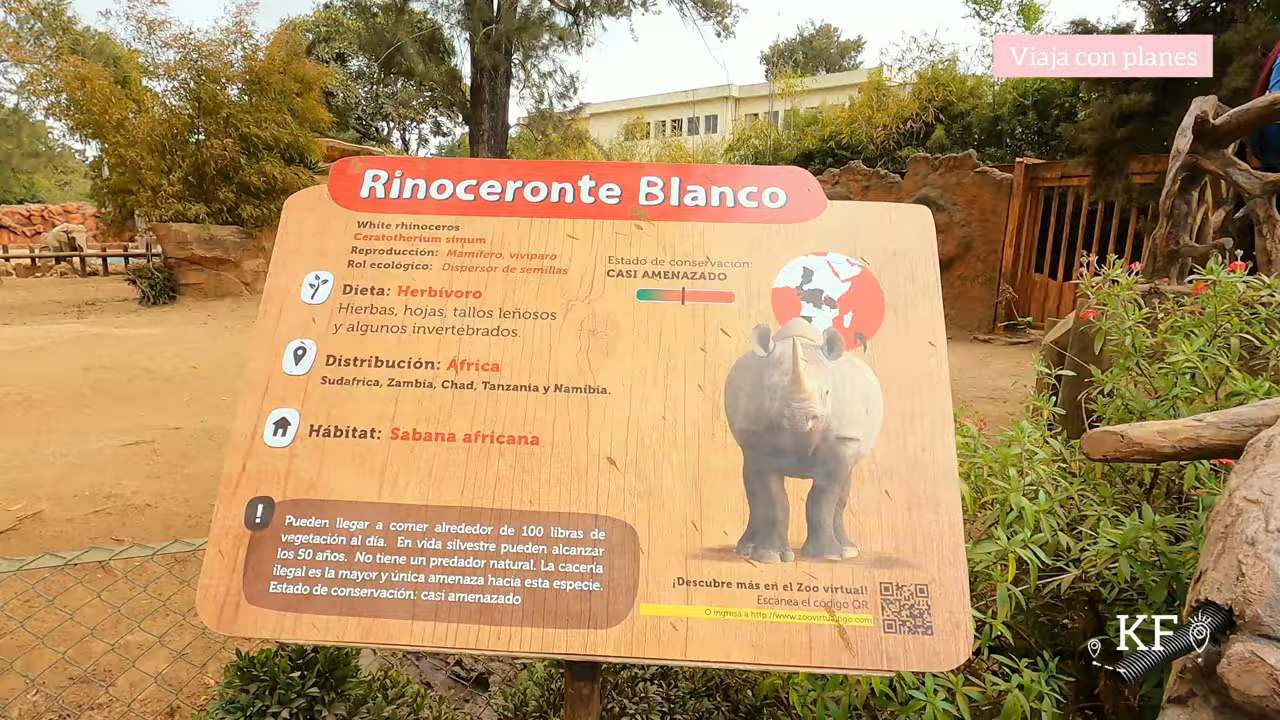 Viaja con planes
Rinoceronte Blanco
White rhinoceros
Ceratotherium simum
Reproducción: Mamífero, vivíparo
Rol ecológico: Dispersor de semillas
Dieta: Herbívoro
Hierbas, hojas, tallos leñosos
y algunos invertebrados.
Distribución: África
Sudafrica, Zambia, Chad, Tanzania y Namibia.
Hábitat: Sabana africana
Estado de conservación:
CASI AMENAZADO
!
Pueden llegar a comer alrededor de 100 libras de
vegetación al día. En vida silvestre pueden alcanzar
los 50 años. No tiene un predador natural. La cacería
ilegal es la mayor y única amenaza hacia esta especie.
Estado de conservación: casi amenazado
¡Descubre más en el Zoo virtual!
Escanea el código QR
O ingresa a
KF